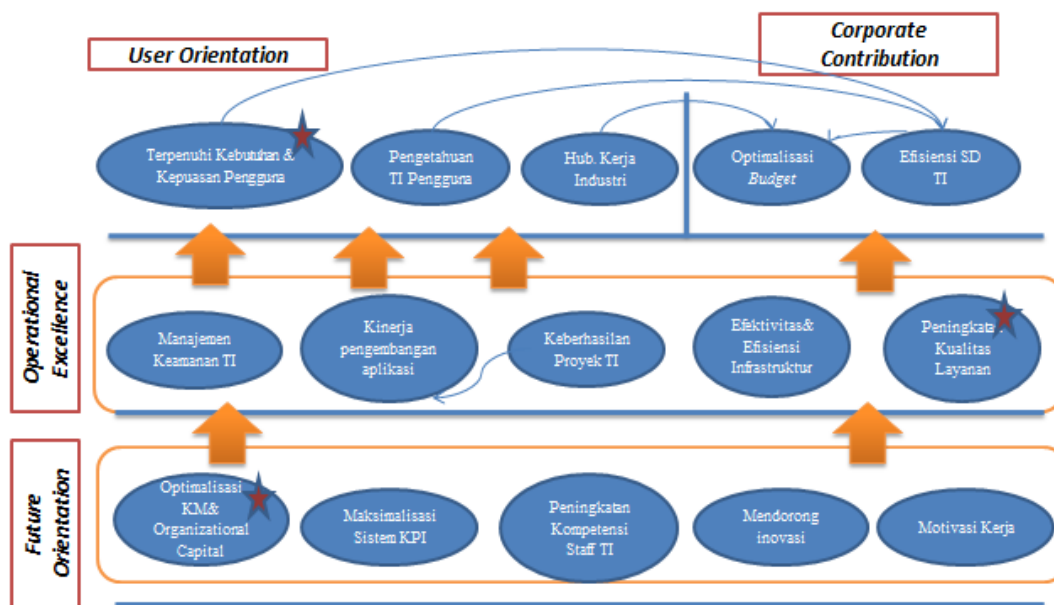 User Orientation
Corporate
Contribution
Terpenuhi Kebutuhan &
Kepuasan Pengguna
Pengetahuan
TI Pengguna
Hub. Kerja
Industri
Optimalisasi
Budget
Efisiensi SD
TI
Operational
Excellence
Manajemen
Keamanan TI
Kinerja
pengembangan
aplikasi
Keberhasilan
Proyek TI
Efektivitas&
Efisiensi
Infrastruktur
Peningkatan
Kualitas
Layanan
Future
Orientation
Optimalisasi
KM&
Organizational
Capital
Maksimalisasi
Sistem KPI
Peningkatan
Kompetensi
Staff TI
Mendorong
inovasi
Motivasi Kerja